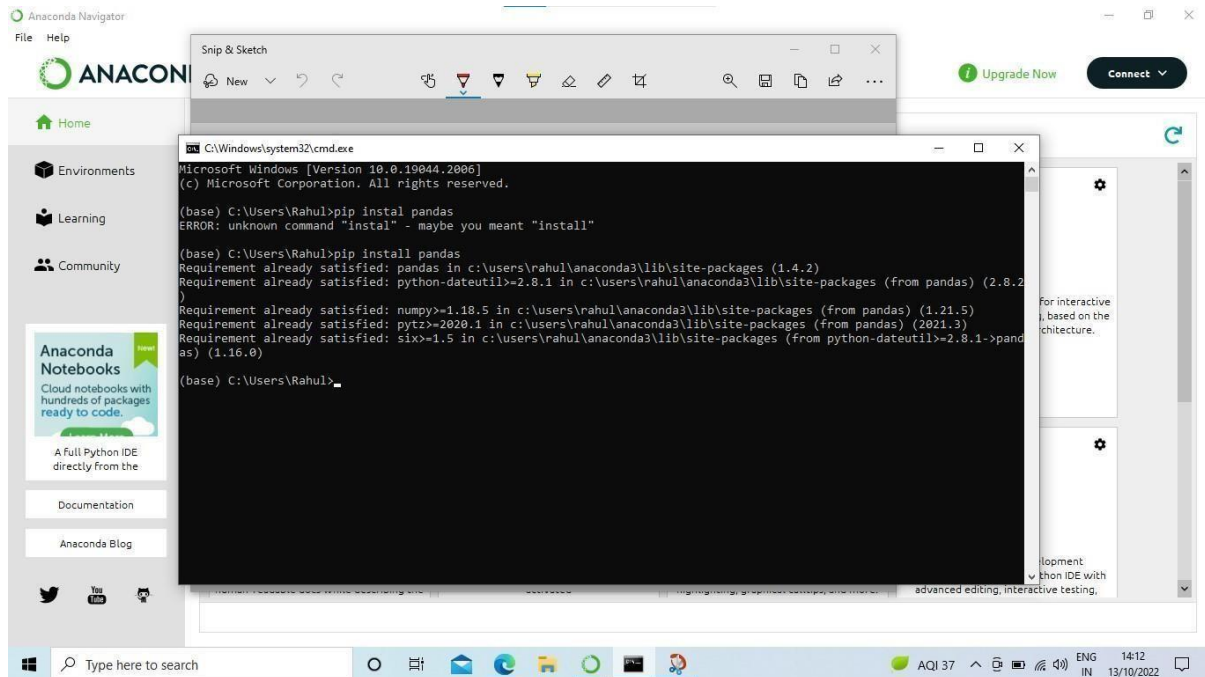 Anaconda Navigator
File Help
ANACON
Upgrade Now
Connect
Snip & Sketch
New
Home
Environments
Learning
Community
C:\Windows\system32\cmd.exe
Microsoft Windows [Version 10.0.19044.2006]
(c) Microsoft Corporation. All rights reserved.
(base) C:\Users\Rahul>pip instal pandas
ERROR: unknown command "instal" - maybe you meant "install"
(base) C:\Users\Rahul>pip install pandas
Requirement already satisfied: pandas in c:\users\rahul\anaconda3\lib\site-packages (1.4.2)
Requirement already satisfied: python-dateutil>=2.8.1 in c:\users\rahul\anaconda3\lib\site-packages (from pandas) (2.8.2
)
Requirement already satisfied: numpy>=1.18.5 in c:\users\rahul\anaconda3\lib\site-packages (from pandas) (1.21.5)
Requirement already satisfied: pytz>=2020.1 in c:\users\rahul\anaconda3\lib\site-packages (from pandas) (2021.3)
Requirement already satisfied: six>=1.5 in c:\users\rahul\anaconda3\lib\site-packages (from python-dateutil>=2.8.1->pand
as) (1.16.0)
(base) C:\Users\Rahul>
for interactive
, based on the
rchitecture.
Anaconda
Notebooks
New!
Cloud notebooks with
hundreds of packages
ready to code.
A full Python IDE
directly from the
Documentation
Anaconda Blog
You
Tube
lopment
thon IDE with
advanced editing, interactive testing,
Type here to search
AQI 37
ENG
IN
14:12
13/10/2022